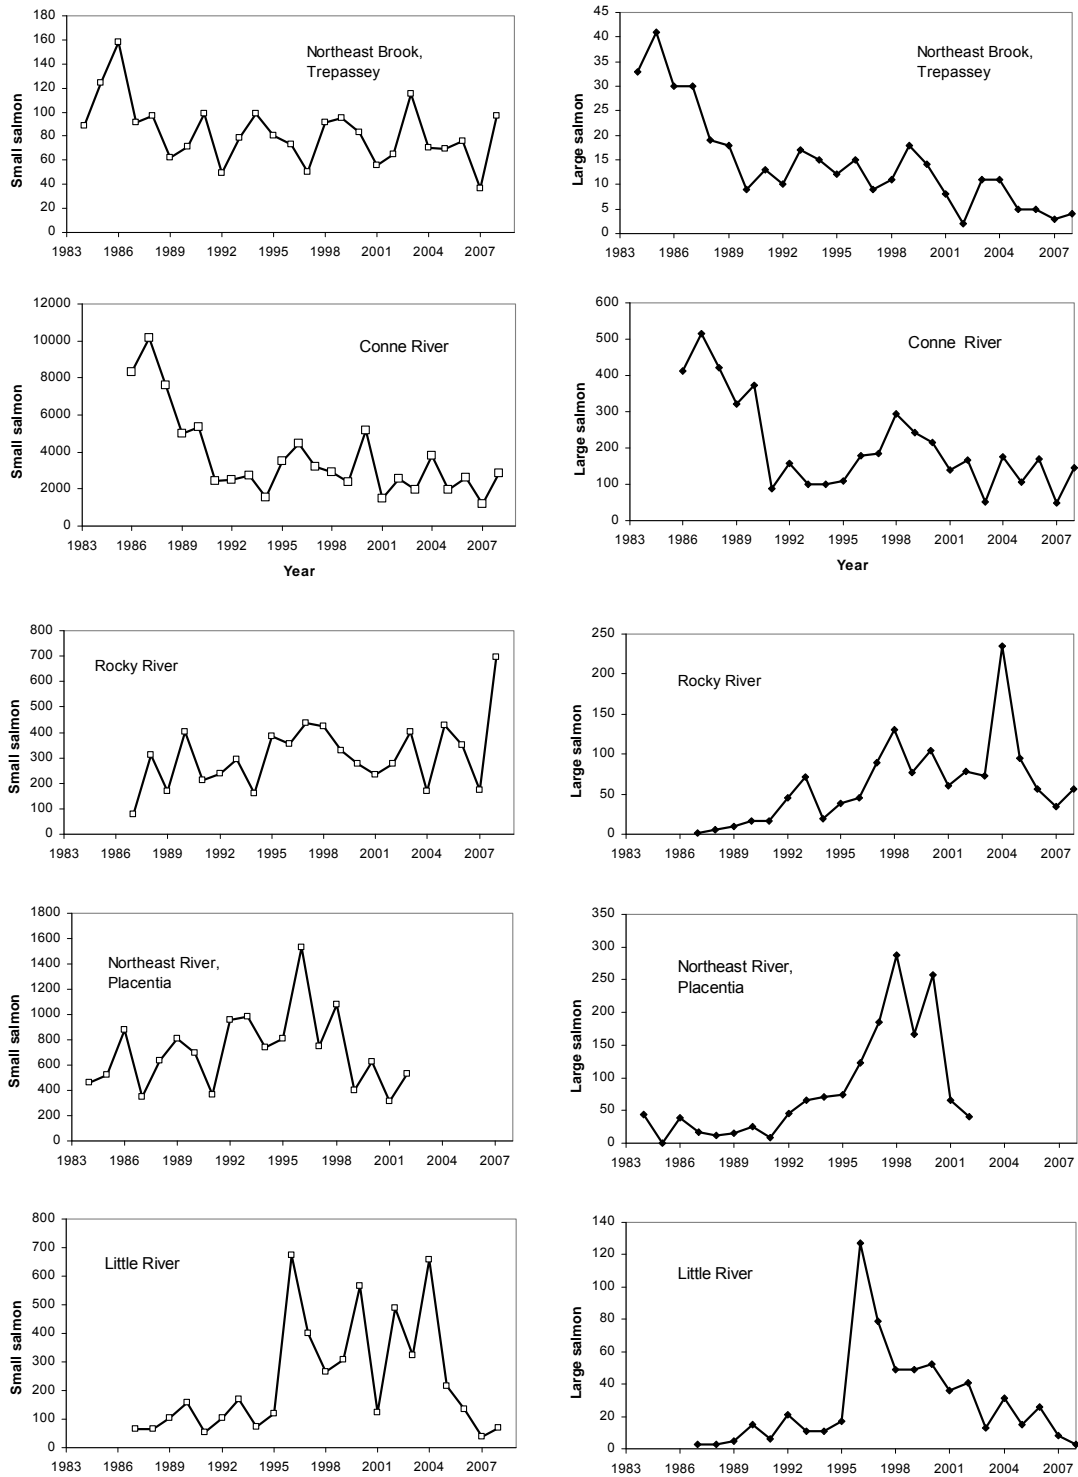 180
160
140
120
100
80
60
40
20
0
Small salmon
Northeast Brook,
Trepassey
1983 1986 1989 1992 1995 1998 2001 2004 2007
45
40
35
30
25
20
15
10
5
0
Large salmon
Northeast Brook,
Trepassey
1983 1986 1989 1992 1995 1998 2001 2004 2007
12000
10000
8000
6000
4000
2000
0
Small salmon
Conne River
1983 1986 1989 1992 1995 1998 2001 2004 2007
Year
600
500
400
300
200
100
0
Large salmon
Conne River
1983 1986 1989 1992 1995 1998 2001 2004 2007
Year
800
700
600
500
400
300
200
100
0
Small salmon
Rocky River
1983 1986 1989 1992 1995 1998 2001 2004 2007
250
200
150
100
50
0
Large salmon
Rocky River
1983 1986 1989 1992 1995 1998 2001 2004 2007
1800
1600
1400
1200
1000
800
600
400
200
0
Small salmon
Northeast River,
Placentia
1983 1986 1989 1992 1995 1998 2001 2004 2007
350
300
250
200
150
100
50
0
Large salmon
Northeast River,
Placentia
1983 1986 1989 1992 1995 1998 2001 2004 2007
800
700
600
500
400
300
200
100
0
Small salmon
Little River
1983 1986 1989 1992 1995 1998 2001 2004 2007
140
120
100
80
60
40
20
0
Large salmon
Little River
1983 1986 1989 1992 1995 1998 2001 2004 2007